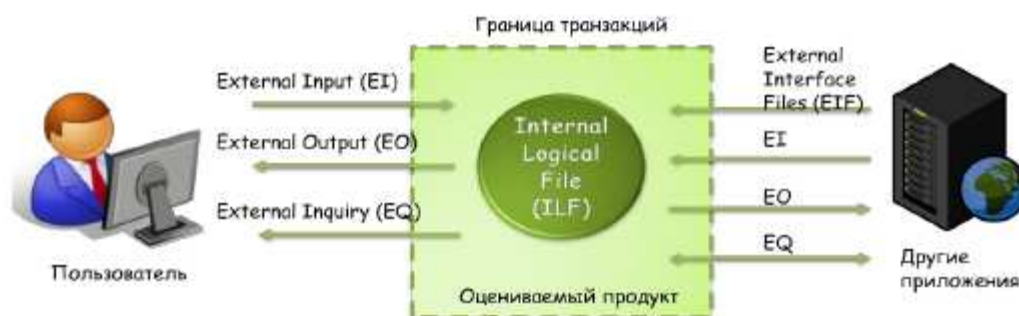 Граница транзакций
External Input (EI)
External Output (EO)
External Inquiry (EQ)
Пользователь
Internal
Logical
File
(ILF)
Оцениваемый продукт
External
Interface
Files (EIF)
EI
EO
EQ
Другие
приложения